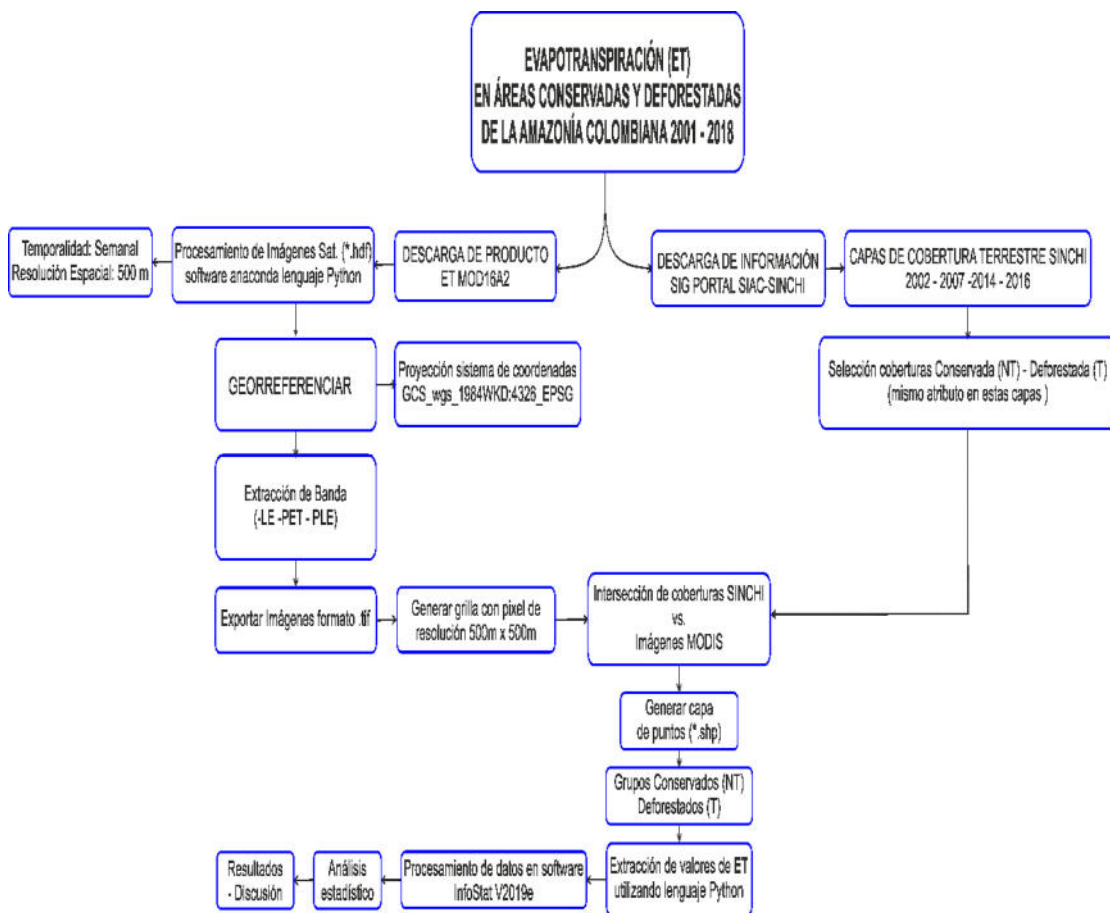 EVAPOTRANSPIRACIÓN (ET)
EN ÁREAS CONSERVADAS Y DEFORESTADAS
DE LA AMAZONÍA COLOMBIANA 2001 - 2018
Temporalidad: Semanal
Resolución Espacial: 500 m
Procesamiento de Imágenes Sat. (*.hdf)
software anaconda lenguaje Python
DESCARGA DE PRODUCTO
ET MOD16A2
DESCARGA DE INFORMACIÓN
SIG PORTAL SIAC-SINCHI
CAPAS DE COBERTURA TERRESTRE SINCHI
2002 - 2007 -2014 - 2016
GEORREFERENCIAR
Proyección sistema de coordenadas
GCS_wgs_1984WKD:4326_EPSG
Selección coberturas Conservada (NT) - Deforestada (T)
(mismo atributo en estas capas )
Extracción de Banda
(-LE -PET - PLE)
Exportar Imágenes formato .tif
Generar grilla con pixel de
resolución 500m x 500m
Intersección de coberturas SINCHI
vs.
Imágenes MODIS
Generar capa
de puntos (*.shp)
Grupos Conservados (NT)
Deforestados (T)
Extracción de valores de ET
utilizando lenguaje Python
Procesamiento de datos en software
InfoStat V2019e
Análisis
estadístico
Resultados
- Discusión